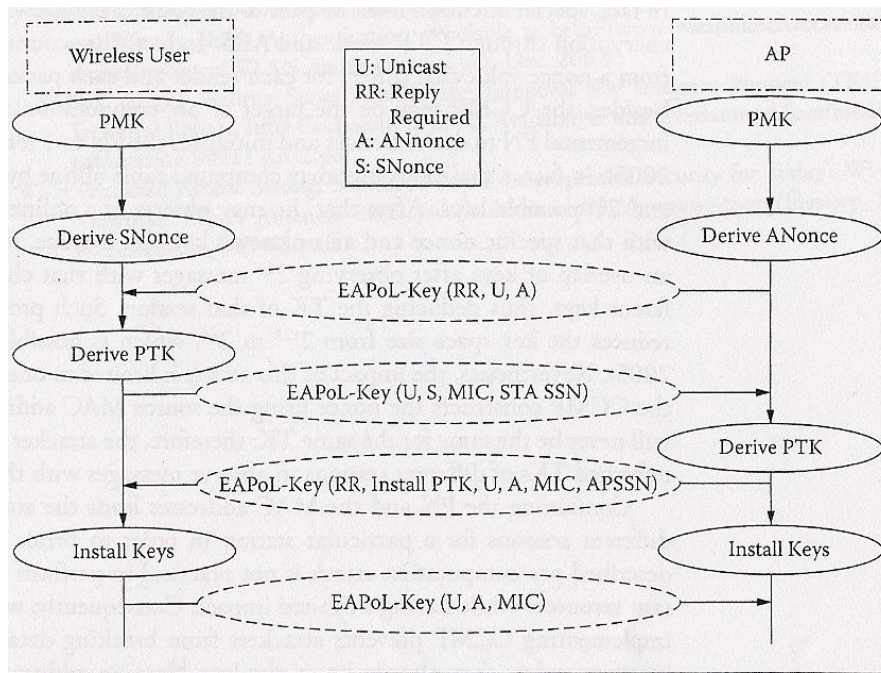 Wireless User
U: Unicast
RR: Reply
Required
A: ANnonce
S: SNonce
AP
PMK
PMK
Derive SNonce
Derive ANonce
EAPoL-Key (RR, U, A)
Derive PTK
EAPoL-Key (U, S, MIC, STA SSN)
Derive PTK
EAPoL-Key (RR, Install PTK, U, A, MIC, APSSN)
Install Keys
Install Keys
EAPoL-Key (U, A, MIC)